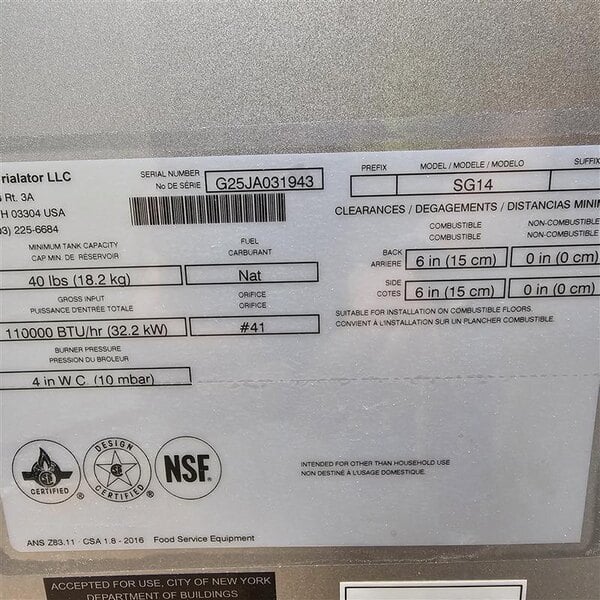 rialator LLC
Rt. 3A
H 03304 USA
03) 225-6684
SERIAL NUMBER
No DE SÉRIE
G25JA031943
MINIMUM TANK CAPACITY
CAP MIN. DE RÉSERVOIR
40 lbs (18.2 kg)
FUEL
CARBURANT
Nat
GROSS INPUT
PUISSANCE D'ENTRÉE TOTALE
110000 BTU/hr (32.2 kW)
ORIFICE
ORIFICE
#41
BURNER PRESSURE
PRESSION DU BROLEUR
4 in W C (10 mbar)
PREFIX
MODEL / MODELE / MODELO
SUFFIX
SG14
CLEARANCES / DEGAGEMENTS / DISTANCIAS MINI
COMBUSTIBLE
COMBUSTIBLE
NON-COMBUSTIBLE
NON-COMBUSTIBLE
BACK
ARRIERE
6 in (15 cm)
0 in (0 cm)
SIDE
COTES
6 in (15 cm)
0 in (0 cm)
SUITABLE FOR INSTALLATION ON COMBUSTIBLE FLOORS.
CONVIENT À L'INSTALLATION SUR UN PLANCHER COMBUSTIBLE.
CERTIFIED ®
DESIGN
CERTIFIED ®
NSF®
INTENDED FOR OTHER THAN HOUSEHOLD USE
NON DESTINÉ À L'USAGE DOMESTIQUE.
ANS Z83.11 · CSA 1.8 - 2016 Food Service Equipment
ACCEPTED FOR USE, CITY OF NEW YORK
DEPARTMENT OF BUILDINGS